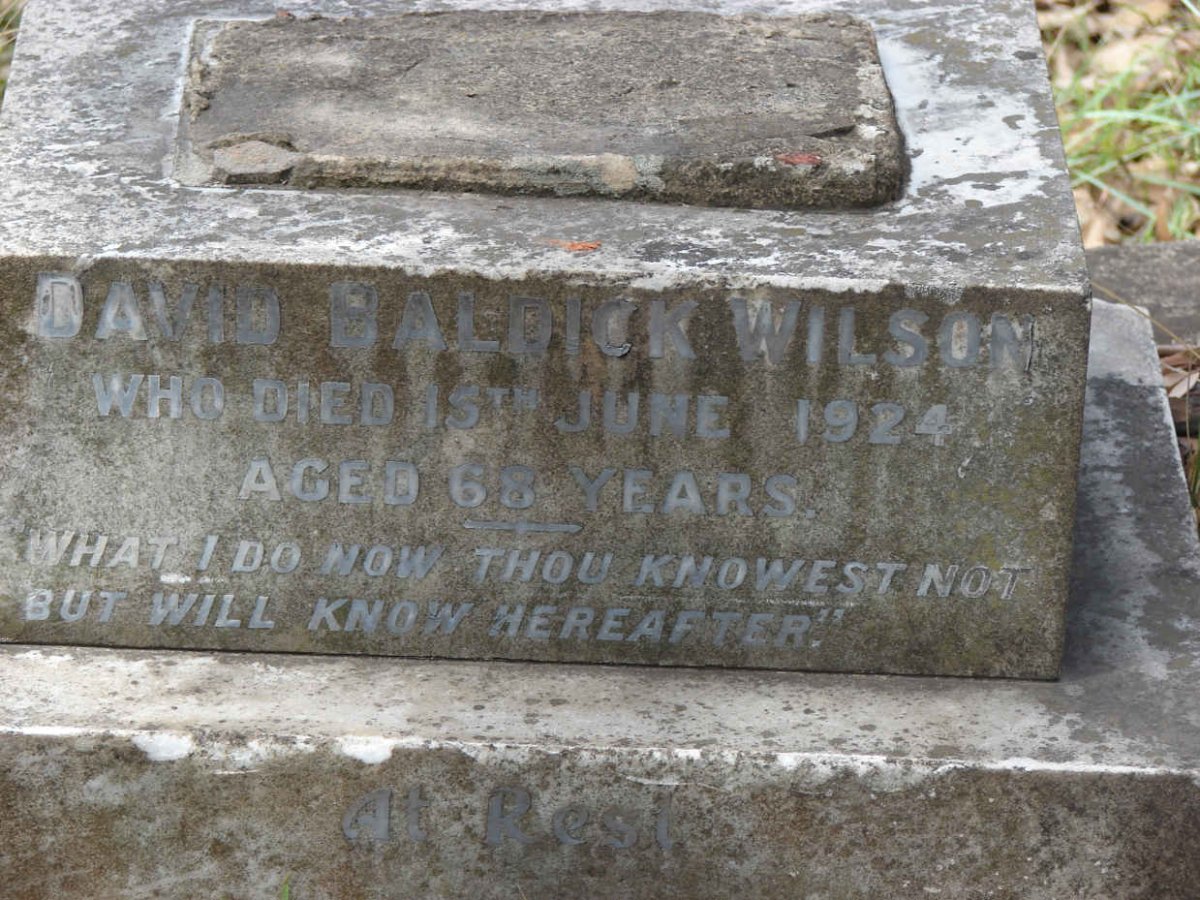 DAVID BALDICK WILSON
WHO DIED 15TH JUNE 1924
AGED 68 YEARS.
WHAT I DO NOW THOU KNOWEST NOT
BUT WILL KNOW HEREAFTER."
At Rest